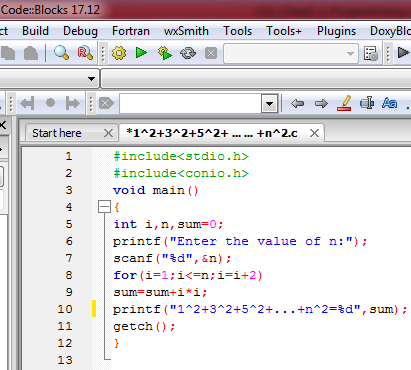 Code::Blocks 17.12
ct Build Debug Fortran wxSmith Tools Tools+ Plugins DoxyBlo
Aa
Start here
*1^2+3^2+5^2+ ... ... +n^2.c
1 #include<stdio.h>
2 #include<conio.h>
3 void main()
4 {
5 int i,n,sum=0;
6 printf("Enter the value of n:");
7 scanf("%d",&n);
8 for(i=1;i<=n;i=i+2)
9 sum=sum+i*i;
10 printf("1^2+3^2+5^2+...+n^2=%d",sum);
11 getch();
12 }
13